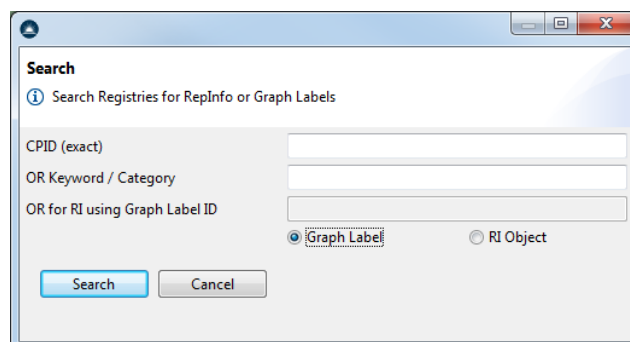 Search
Search Registries for RepInfo or Graph Labels
CPID (exact)
OR Keyword / Category
OR for RI using Graph Label ID
Graph Label RI Object
Search Cancel